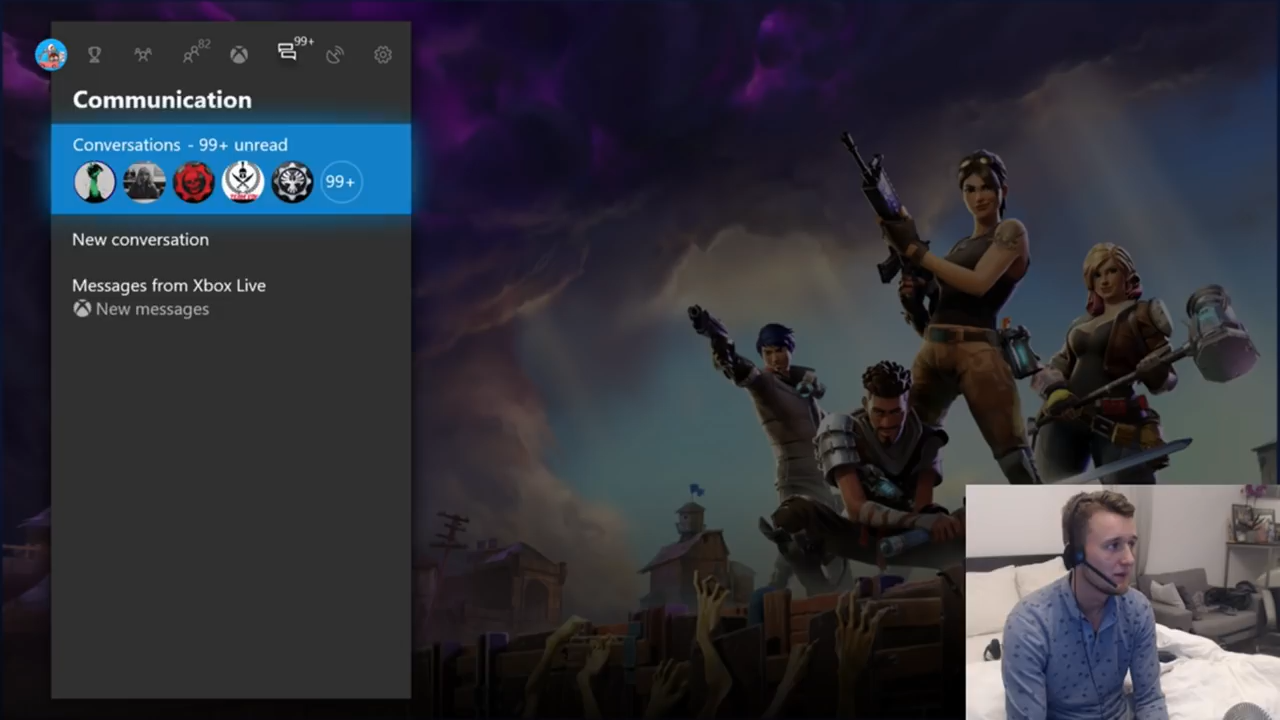 82
99+
Communication
Conversations - 99+ unread
99+
New conversation
Messages from Xbox Live
New messages